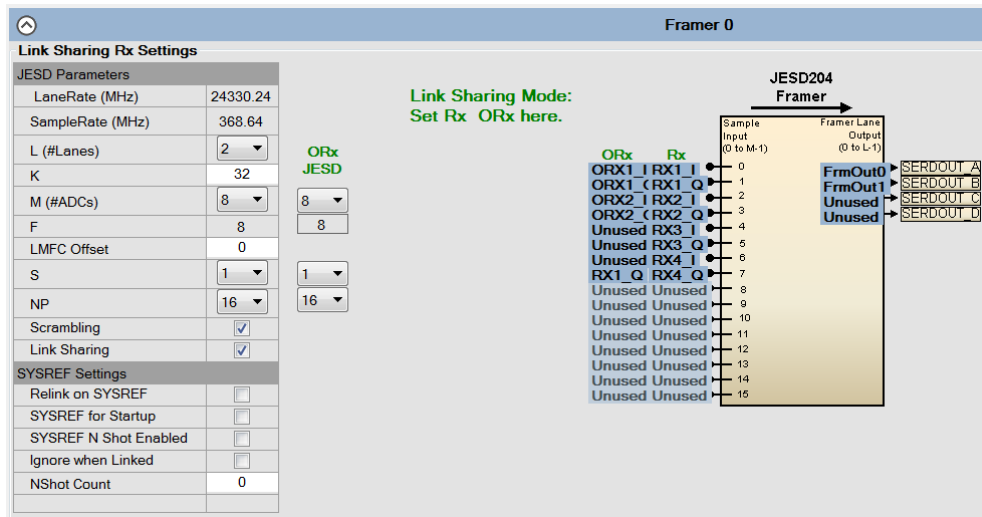 Framer 0
Link Sharing Rx Settings
JESD Parameters
LaneRate (MHz) 24330.24
SampleRate (MHz) 368.64
L (#Lanes) 2
K 32
M (#ADCs) 8
F 8
LMFC Offset 0
S 1
NP 16
Scrambling
Link Sharing
SYSREF Settings
Relink on SYSREF
SYSREF for Startup
SYSREF N Shot Enabled
Ignore when Linked
NShot Count 0
ORx
JESD
8
8
1
16
Link Sharing Mode:
Set Rx ORx here.
JESD204
Framer
Sample
Input
(0 to M-1)
Framer Lane
Output
(0 to L-1)
ORx Rx
ORX1_I RX1_I 0
ORX1_( RX1_Q 1
ORX2_I RX2_I 2
ORX2_( RX2_Q 3
Unused RX3_I 4
Unused RX3_Q 5
Unused RX4_I 6
RX1_Q RX4_Q 7
Unused Unused 8
Unused Unused 9
Unused Unused 10
Unused Unused 11
Unused Unused 12
Unused Unused 13
Unused Unused 14
Unused Unused 15
FrmOut0 SERDOUT_A
FrmOut1 SERDOUT_B
Unused SERDOUT_C
Unused SERDOUT_D